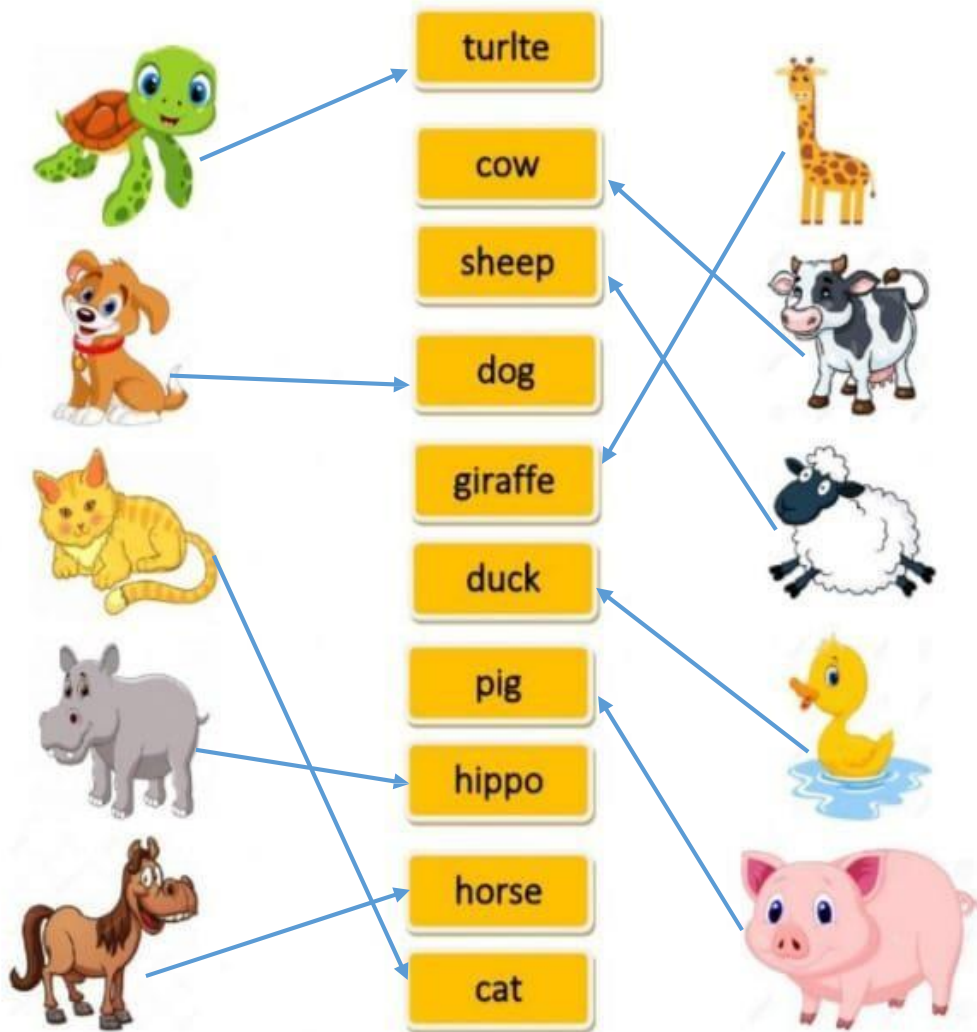 turlte
cow
sheep
dog
giraffe
duck
pig
hippo
horse
cat